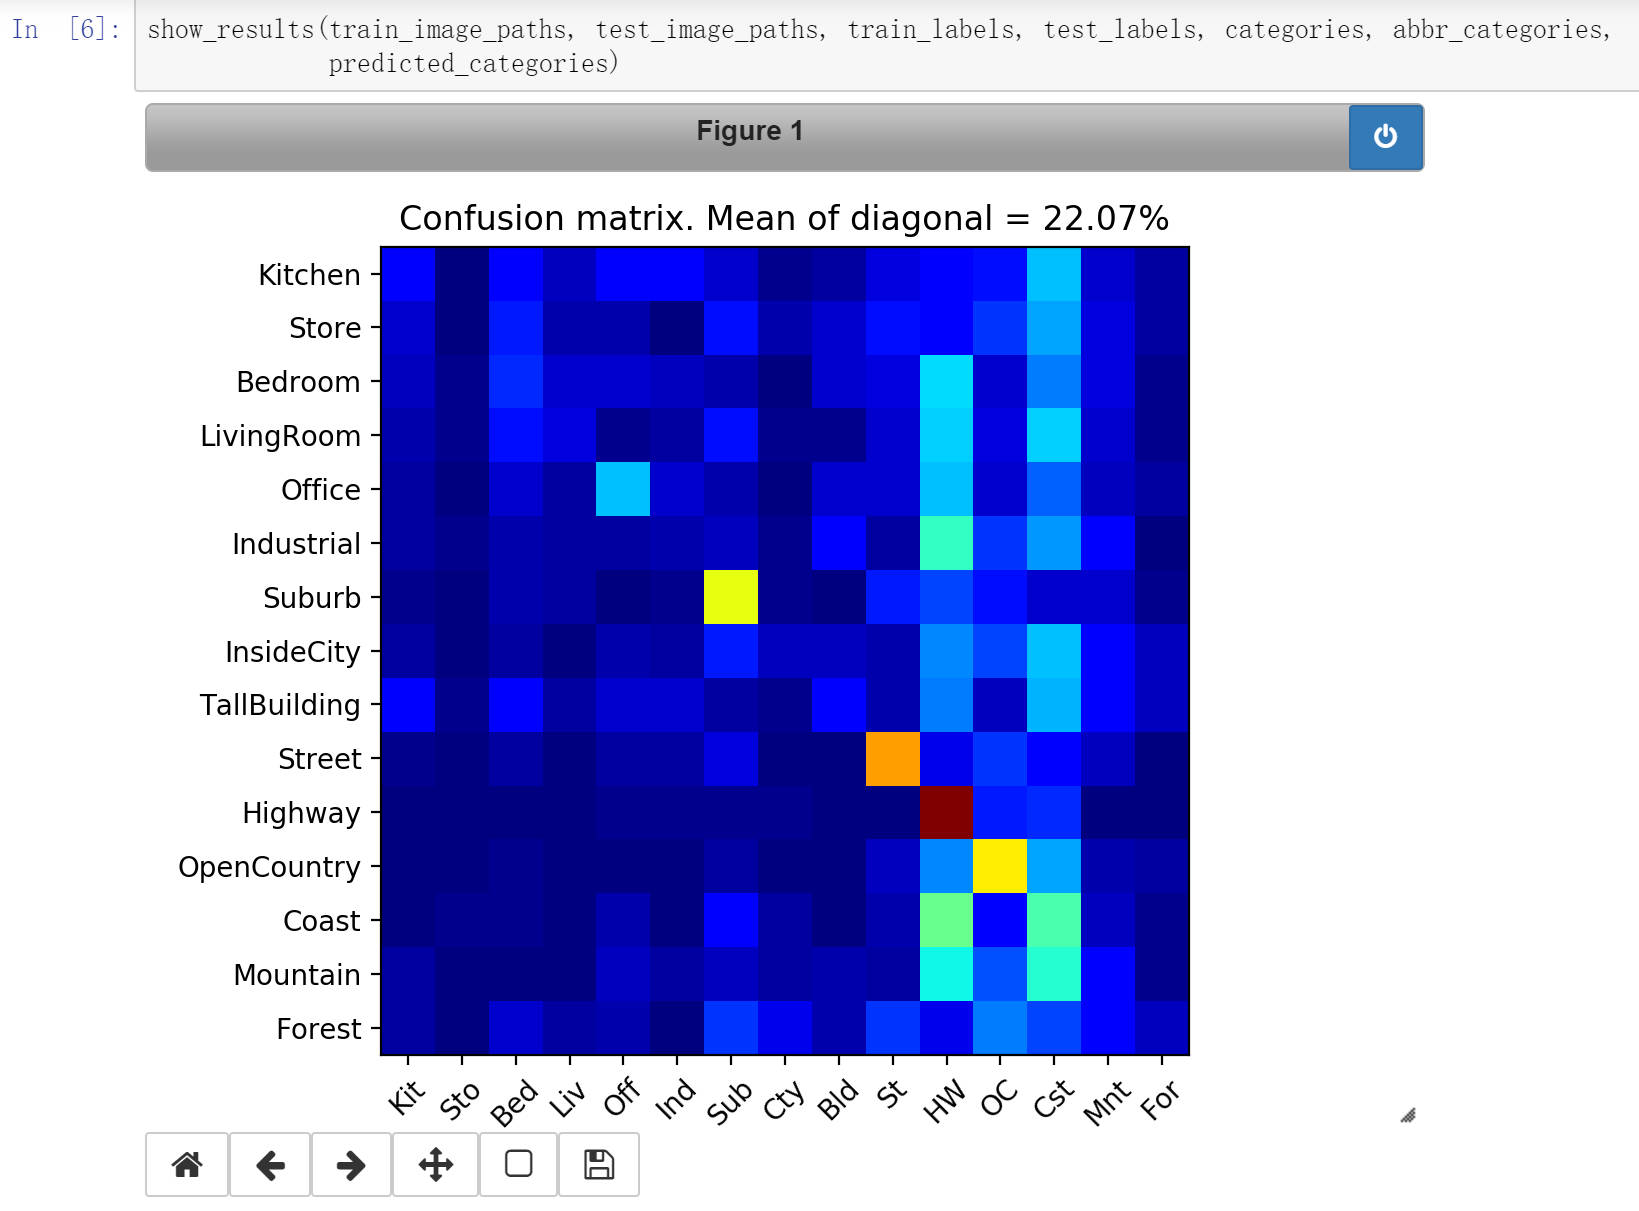 In [6]: show_results(train_image_paths, test_image_paths, train_labels, test_labels, categories, abbr_categories,
predicted_categories)
Figure 1
Confusion matrix. Mean of diagonal = 22.07%
Kitchen
Store
Bedroom
LivingRoom
Office
Industrial
Suburb
InsideCity
TallBuilding
Street
Highway
OpenCountry
Coast
Mountain
Forest
Kit Sto Bed Liv Off Ind Sub Cty Bld St HW OC Cst Mnt For